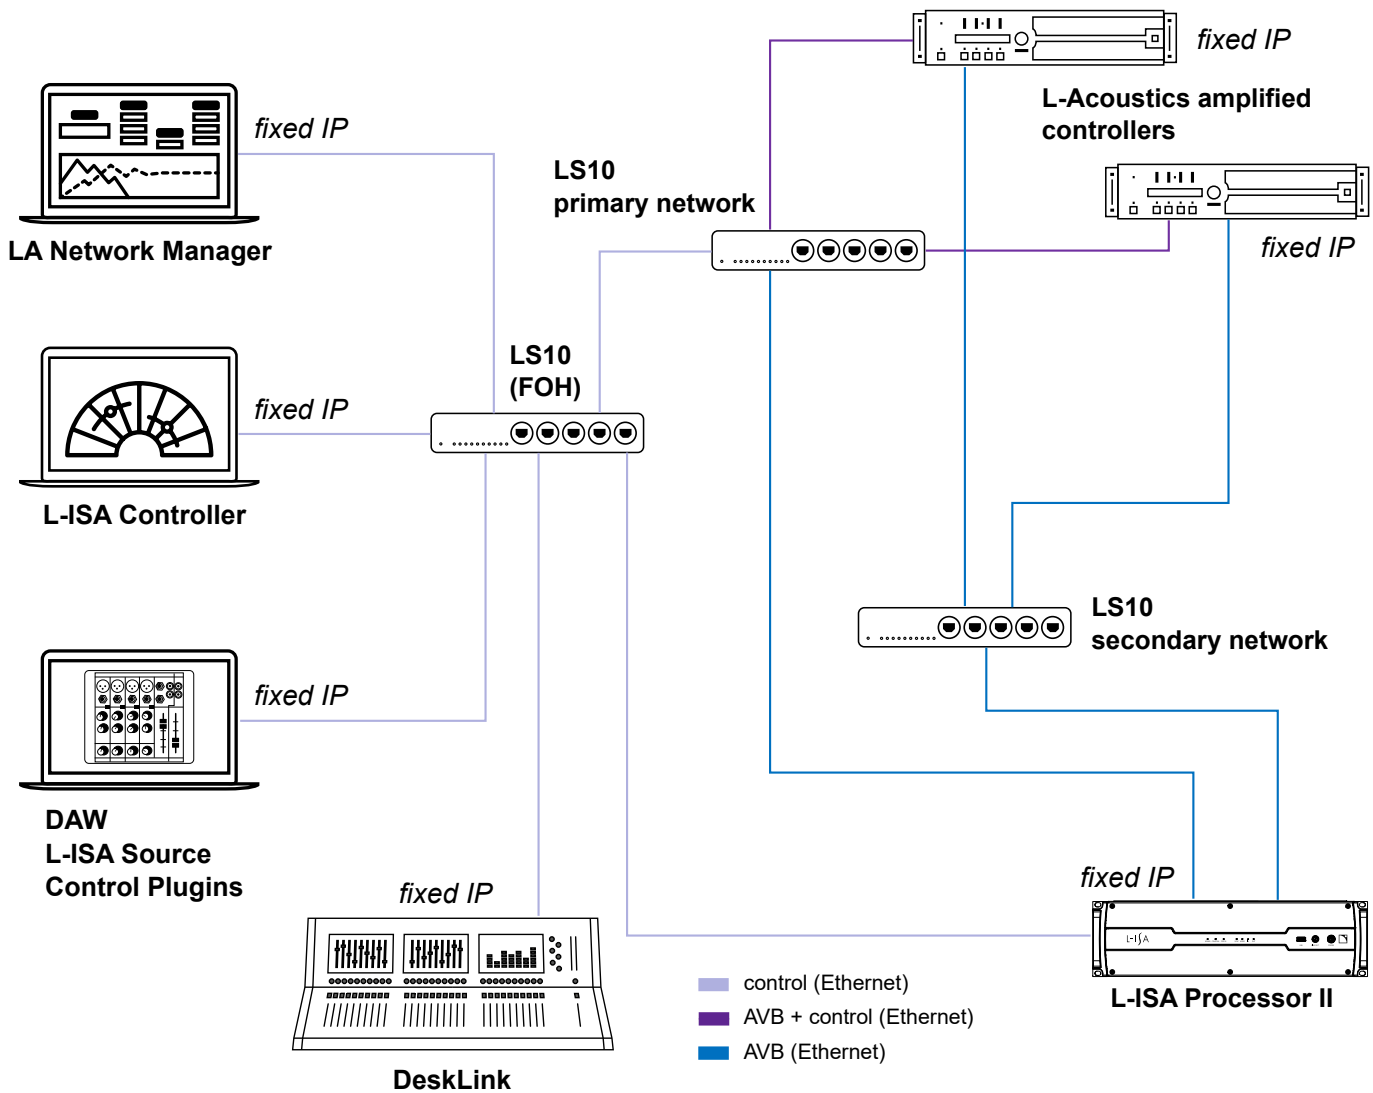 fixed IP
L-Acoustics amplified
controllers
fixed IP
LA Network Manager
LS10
primary network
fixed IP
LS10
(FOH)
fixed IP
L-ISA Controller
LS10
secondary network
fixed IP
DAW
L-ISA Source
Control Plugins
fixed IP
DeskLink
fixed IP
L-ISA
L-ISA Processor II
control (Ethernet)
AVB + control (Ethernet)
AVB (Ethernet)